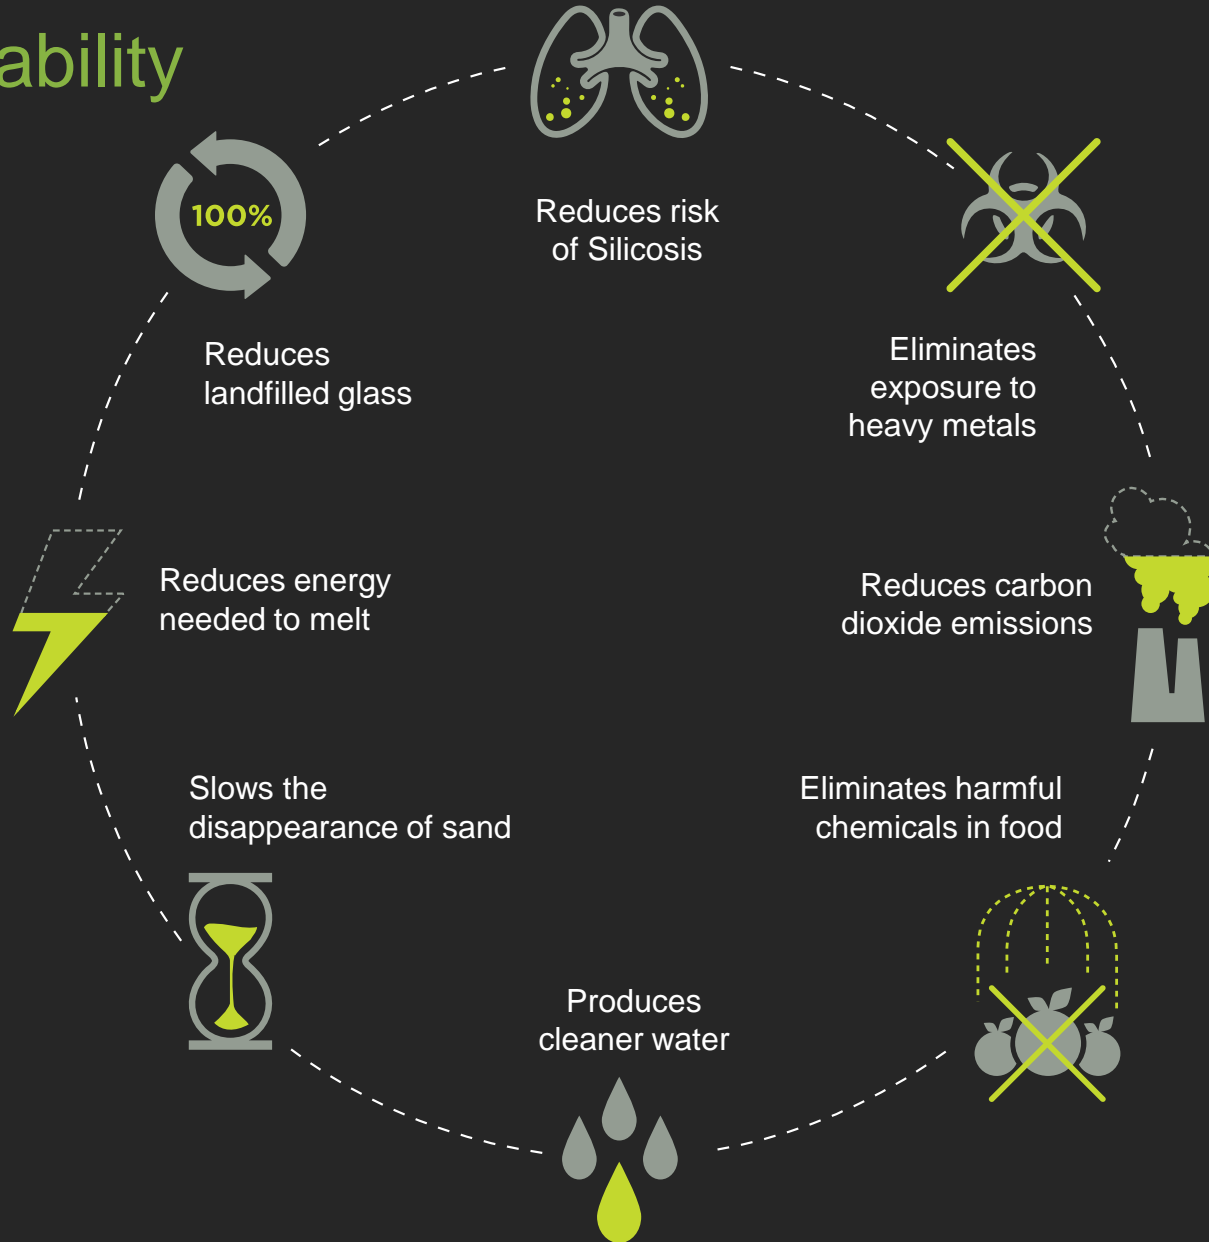 ability
100%
Reduces risk
of Silicosis
Reduces
landfilled glass
Eliminates
exposure to
heavy metals
Reduces energy
needed to melt
Reduces carbon
dioxide emissions
Slows the
disappearance of sand
Eliminates harmful
chemicals in food
Produces
cleaner water